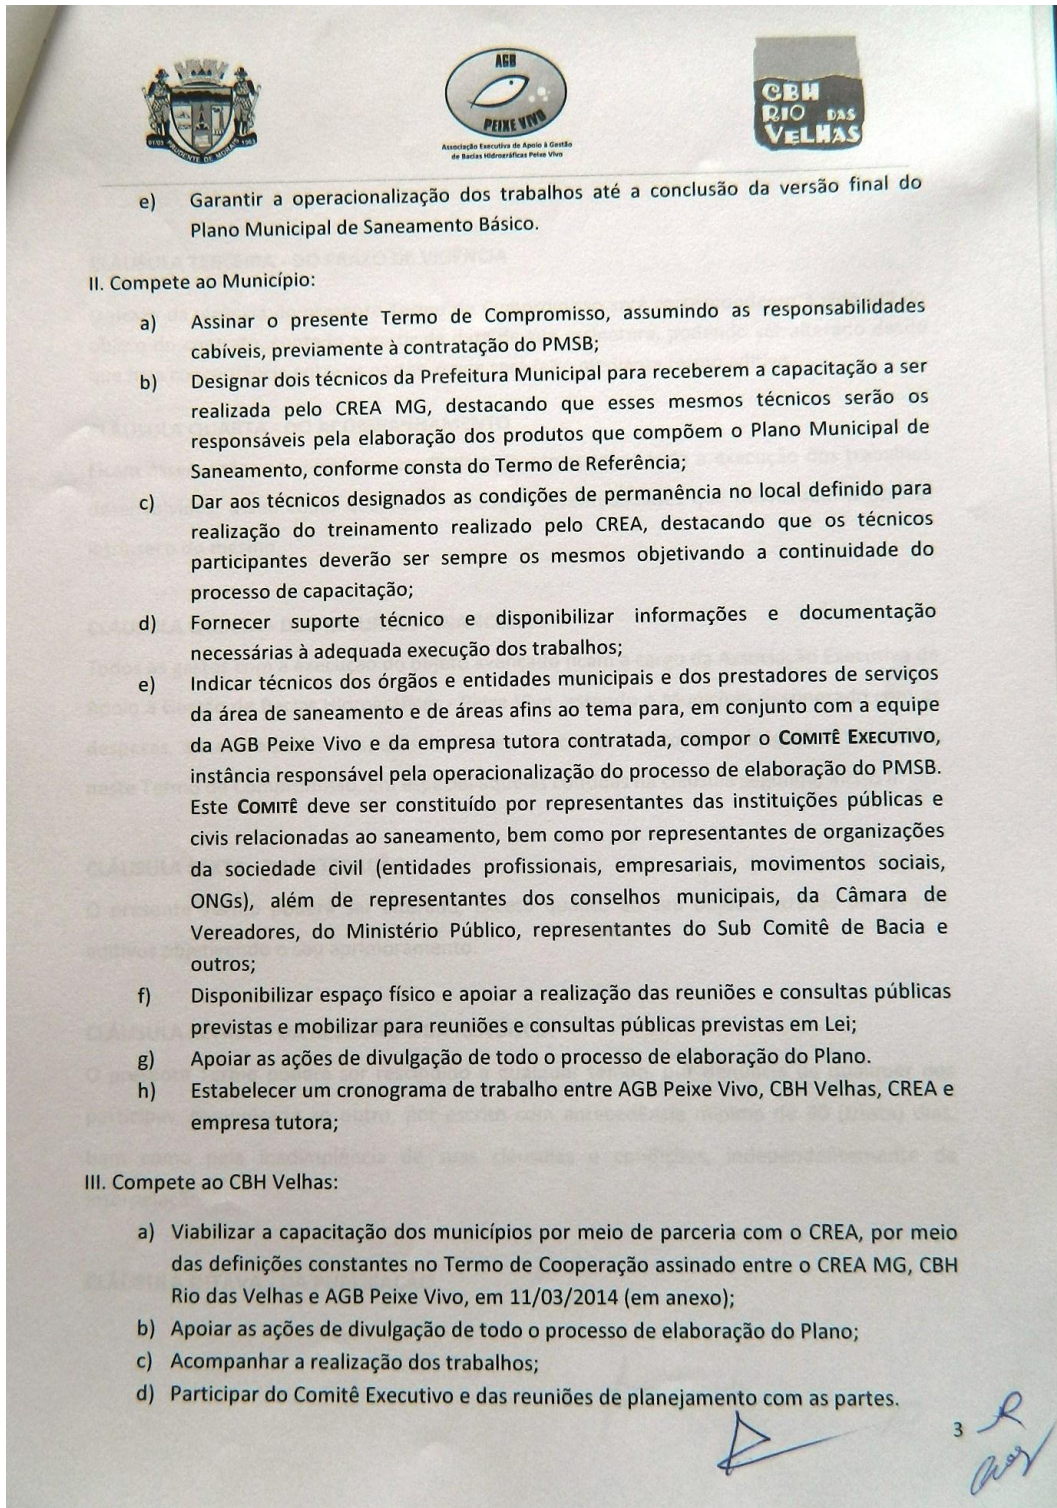 01/03 PRUDENTE DE MORAIS 1963
AGB
PEIXE VIVO
Associação Executiva de Apoio à Gestão
de Bacias Hidrográficas Peixe Vivo
CBH
RIO DAS
VELHAS
e) Garantir a operacionalização dos trabalhos até a conclusão da versão final do
Plano Municipal de Saneamento Básico.
II. Compete ao Município:
a) Assinar o presente Termo de Compromisso, assumindo as responsabilidades
cabíveis, previamente à contratação do PMSB;
b) Designar dois técnicos da Prefeitura Municipal para receberem a capacitação a ser
realizada pelo CREA MG, destacando que esses mesmos técnicos serão os
responsáveis pela elaboração dos produtos que compõem o Plano Municipal de
Saneamento, conforme consta do Termo de Referência;
c) Dar aos técnicos designados as condições de permanência no local definido para
realização do treinamento realizado pelo CREA, destacando que os técnicos
participantes deverão ser sempre os mesmos objetivando a continuidade do
processo de capacitação;
d) Fornecer suporte técnico e disponibilizar informações e documentação
necessárias à adequada execução dos trabalhos;
e) Indicar técnicos dos órgãos e entidades municipais e dos prestadores de serviços
da área de saneamento e de áreas afins ao tema para, em conjunto com a equipe
da AGB Peixe Vivo e da empresa tutora contratada, compor o COMITÊ EXECUTIVO,
instância responsável pela operacionalização do processo de elaboração do PMSB.
Este COMITÊ deve ser constituído por representantes das instituições públicas e
civis relacionadas ao saneamento, bem como por representantes de organizações
da sociedade civil (entidades profissionais, empresariais, movimentos sociais,
ONGs), além de representantes dos conselhos municipais, da Câmara de
Vereadores, do Ministério Público, representantes do Sub Comitê de Bacia e
outros;
f) Disponibilizar espaço físico e apoiar a realização das reuniões e consultas públicas
previstas e mobilizar para reuniões e consultas públicas previstas em Lei;
g) Apoiar as ações de divulgação de todo o processo de elaboração do Plano.
h) Estabelecer um cronograma de trabalho entre AGB Peixe Vivo, CBH Velhas, CREA e
empresa tutora;
III. Compete ao CBH Velhas:
a) Viabilizar a capacitação dos municípios por meio de parceria com o CREA, por meio
das definições constantes no Termo de Cooperação assinado entre o CREA MG, CBH
Rio das Velhas e AGB Peixe Vivo, em 11/03/2014 (em anexo);
b) Apoiar as ações de divulgação de todo o processo de elaboração do Plano;
c) Acompanhar a realização dos trabalhos;
d) Participar do Comitê Executivo e das reuniões de planejamento com as partes.
3